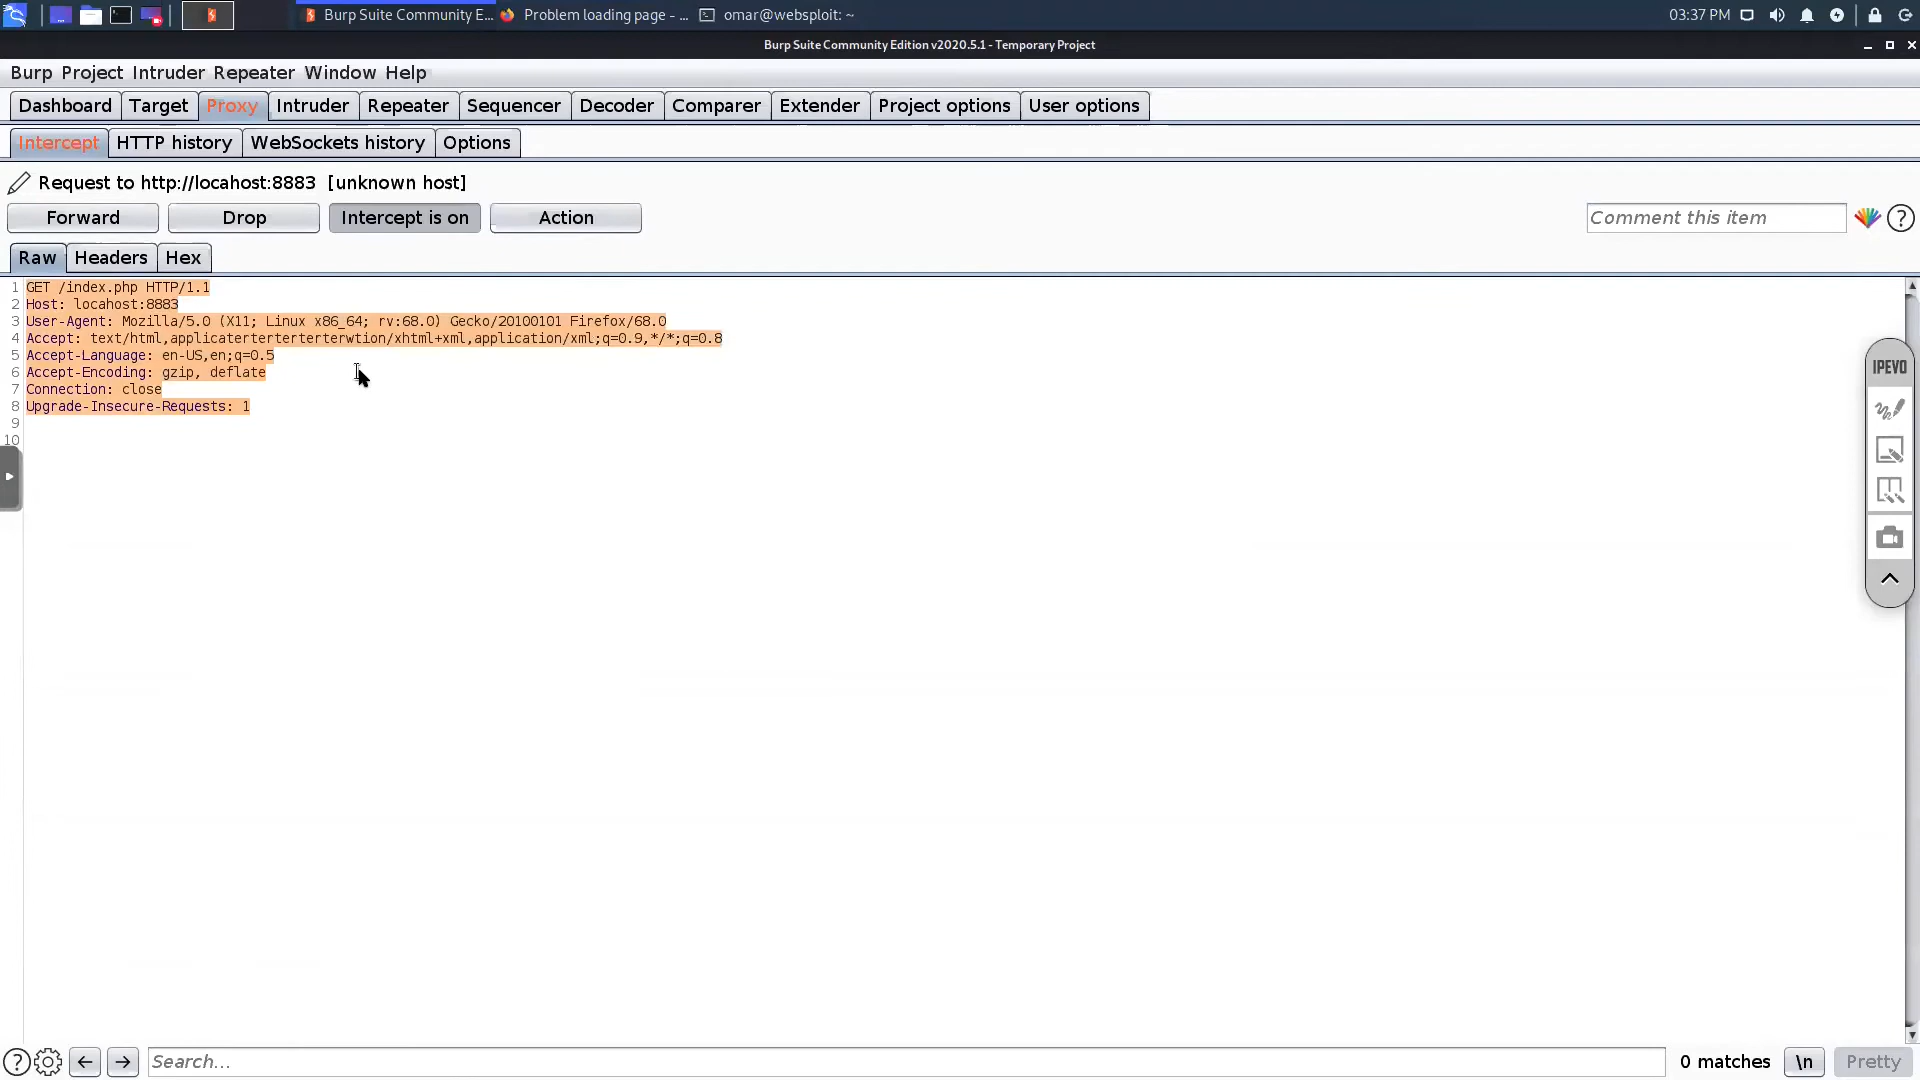 Burp Suite Community E...
Problem loading page - ...
omar@websploit: ~
03:37 PM
Burp Suite Community Edition v2020.5.1 - Temporary Project
Burp Project Intruder Repeater Window Help
Dashboard Target Proxy Intruder Repeater Sequencer Decoder Comparer Extender Project options User options
Intercept HTTP history WebSockets history Options
Request to http://locahost:8883 [unknown host]
Forward Drop Intercept is on Action Comment this item ?
Raw Headers Hex
1 GET /index.php HTTP/1.1
2 Host: locahost:8883
3 User-Agent: Mozilla/5.0 (X11; Linux x86_64; rv:68.0) Gecko/20100101 Firefox/68.0
4 Accept: text/html,applicaterterterterterwtion/xhtml+xml,application/xml;q=0.9,*/*;q=0.8
5 Accept-Language: en-US,en;q=0.5
6 Accept-Encoding: gzip, deflate
7 Connection: close
8 Upgrade-Insecure-Requests: 1
9
10
IPEVO
? Search... 0 matches \n Pretty